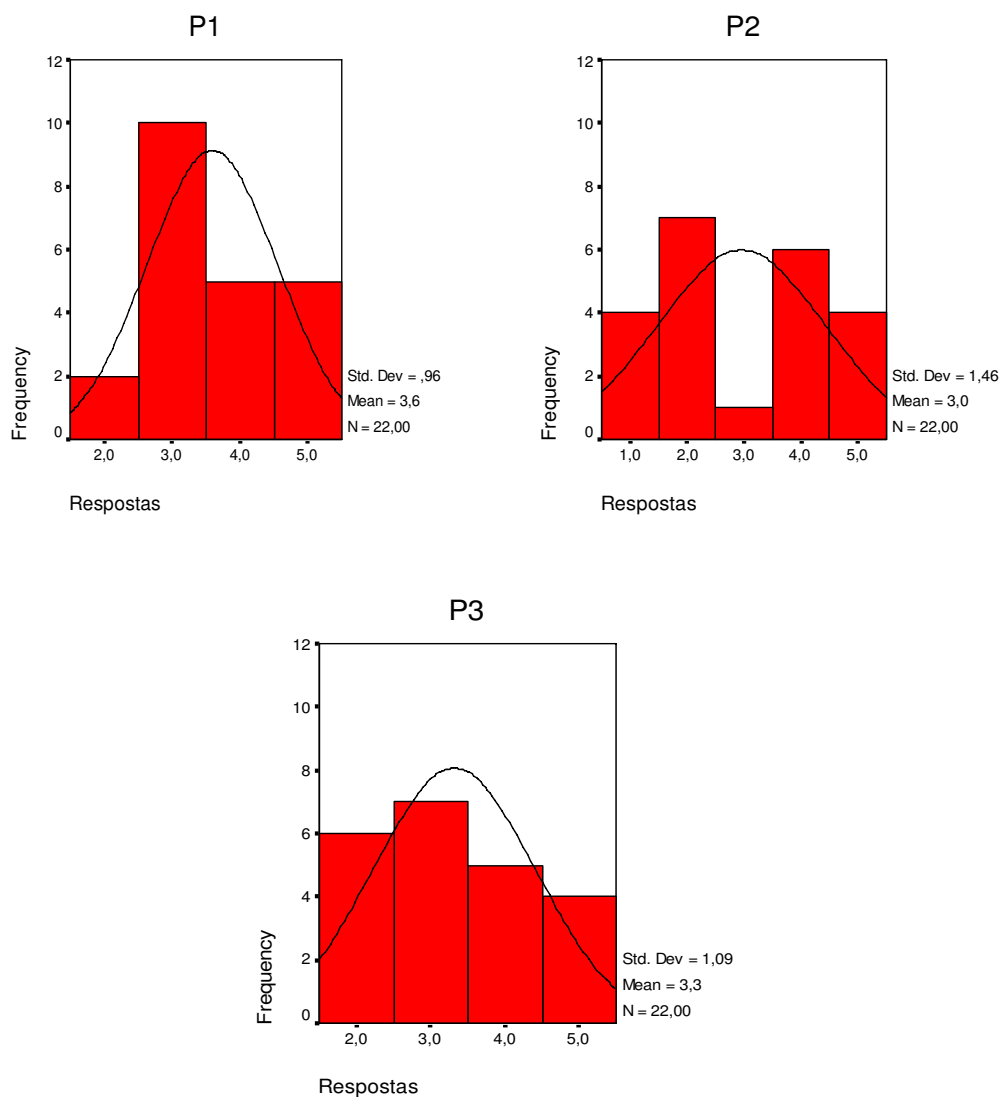 P1
12
10
8
6
4
2
0
Frequency
2,0 3,0 4,0 5,0
Respostas
Std. Dev = ,96
Mean = 3,6
N = 22,00
P2
12
10
8
6
4
2
0
Frequency
1,0 2,0 3,0 4,0 5,0
Respostas
Std. Dev = 1,46
Mean = 3,0
N = 22,00
P3
12
10
8
6
4
2
0
Frequency
2,0 3,0 4,0 5,0
Respostas
Std. Dev = 1,09
Mean = 3,3
N = 22,00